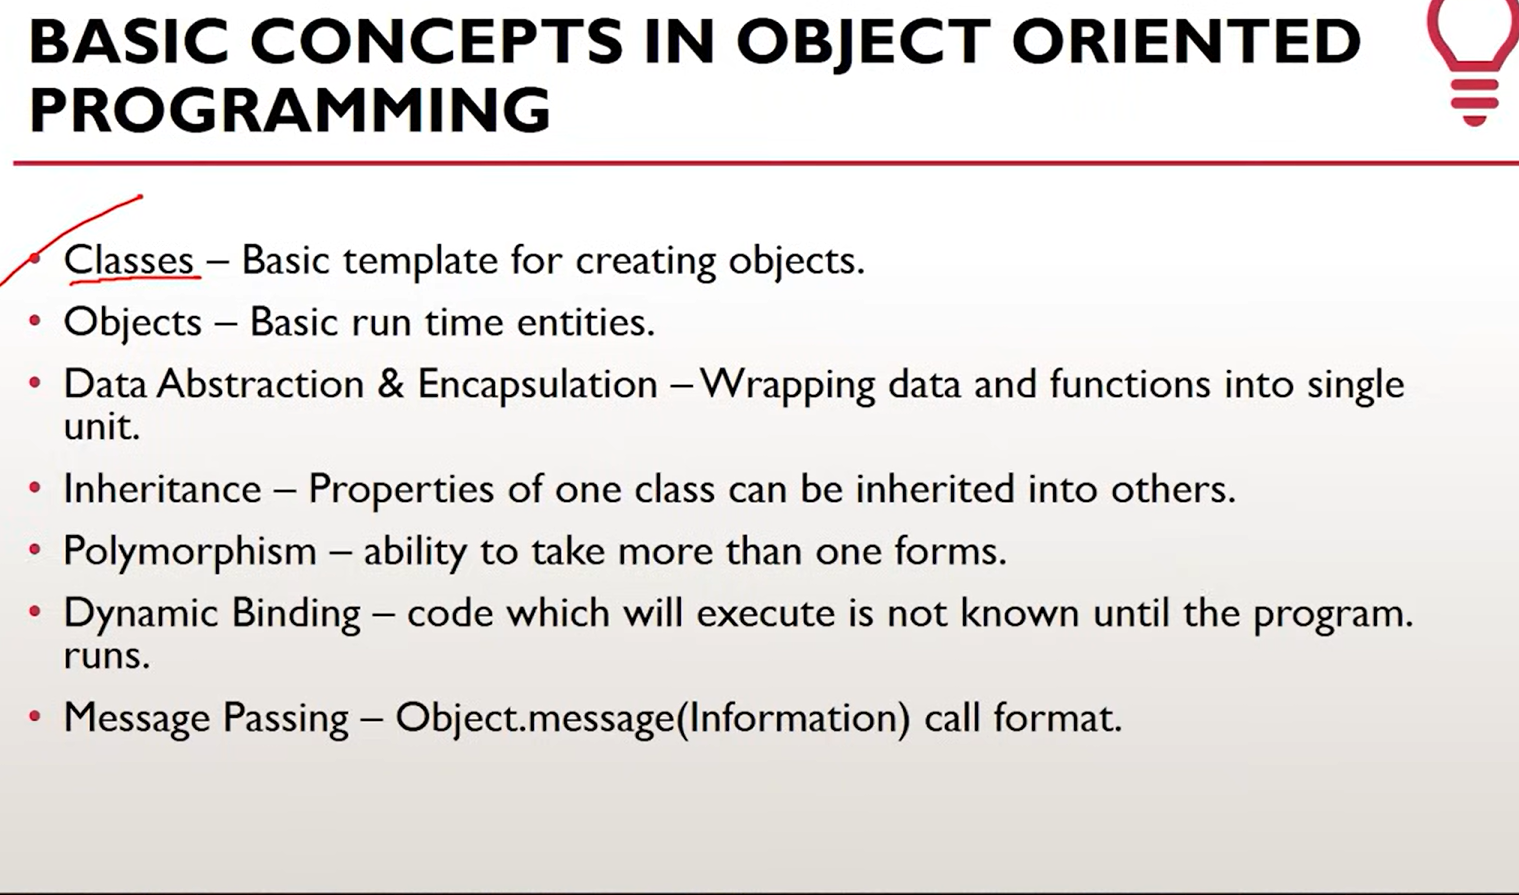 BASIC CONCEPTS IN OBJECT ORIENTED
PROGRAMMING
• Classes – Basic template for creating objects.
• Objects – Basic run time entities.
• Data Abstraction & Encapsulation – Wrapping data and functions into single
unit.
• Inheritance – Properties of one class can be inherited into others.
• Polymorphism – ability to take more than one forms.
• Dynamic Binding – code which will execute is not known until the program.
runs.
• Message Passing – Object.message(Information) call format.